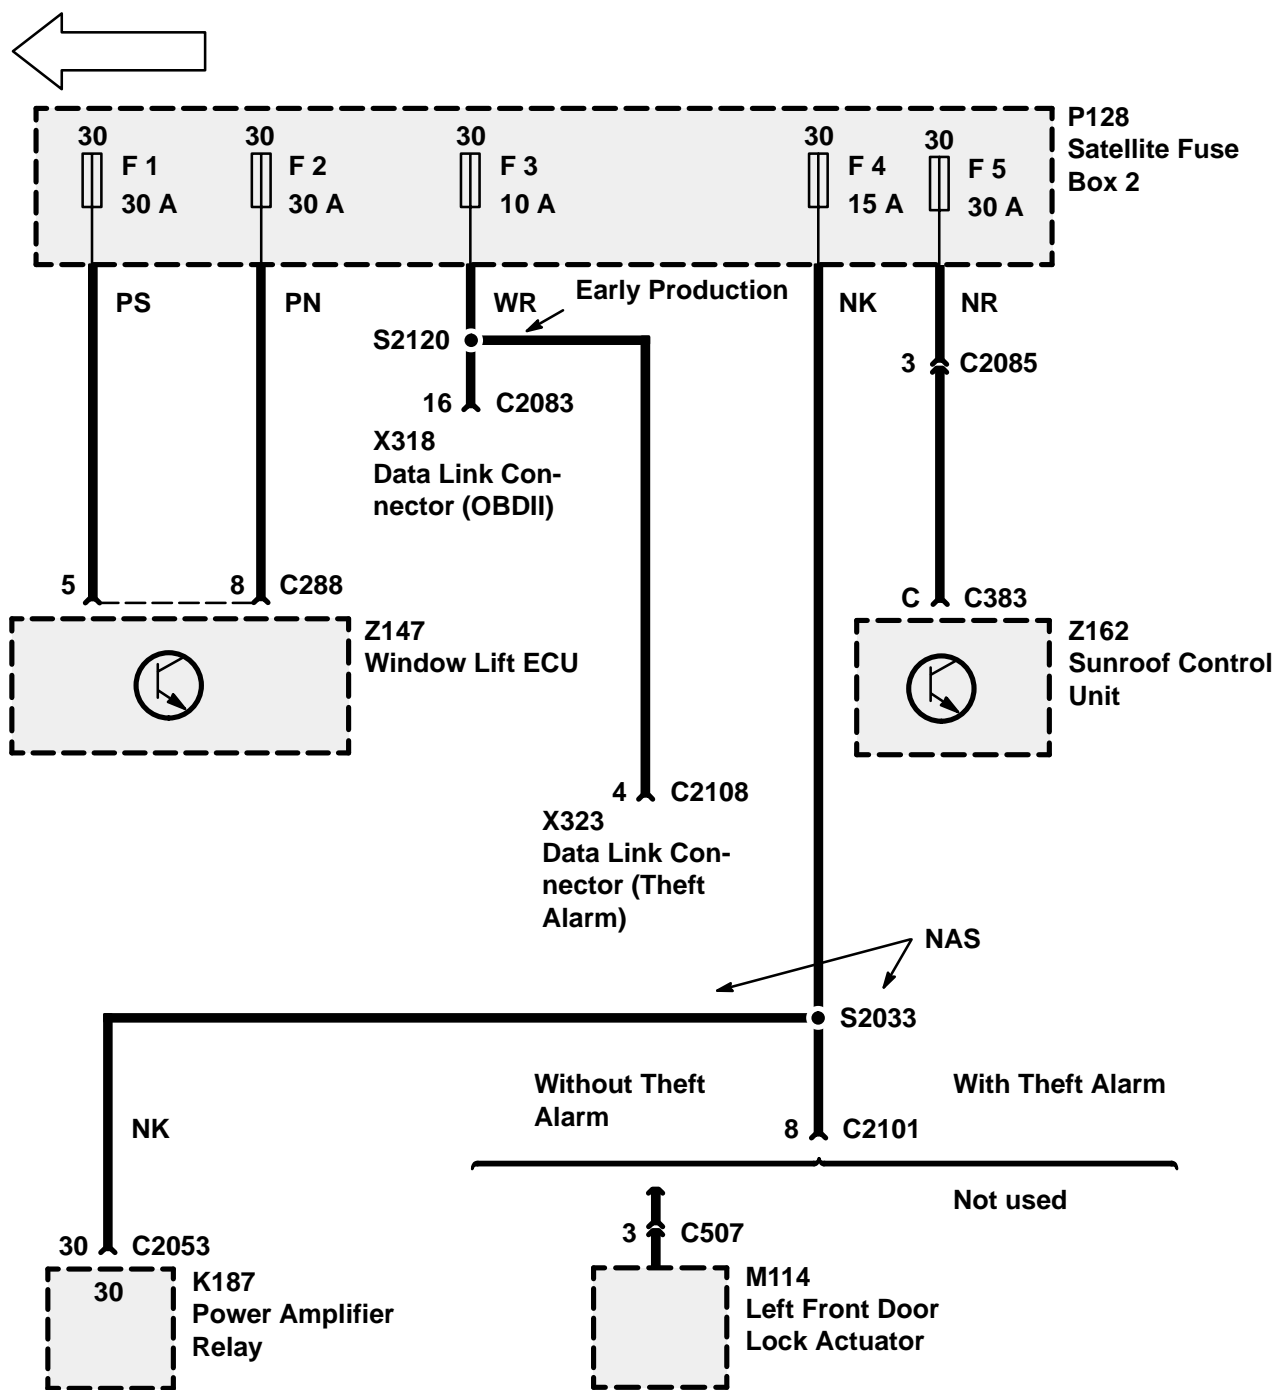 P128
Satellite Fuse
Box 2
30
F 1
30 A
30
F 2
30 A
30
F 3
10 A
30
F 4
15 A
30
F 5
30 A
PS
PN
WR
Early Production
NK
NR
S2120
3
C2085
16
C2083
X318
Data Link Con-
nector (OBDII)
5
8
C288
C
C383
Z147
Window Lift ECU
Z162
Sunroof Control
Unit
4
C2108
X323
Data Link Con-
nector (Theft
Alarm)
NAS
S2033
Without Theft
Alarm
With Theft Alarm
NK
8
C2101
Not used
3
C507
30
C2053
30
K187
Power Amplifier
Relay
M114
Left Front Door
Lock Actuator